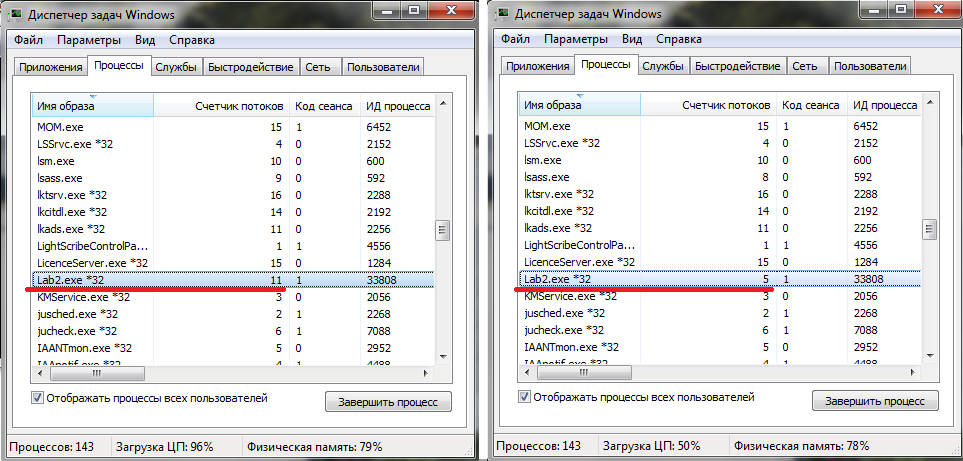 Диспетчер задач Windows
Файл Параметры Вид Справка
Приложения Процессы Службы Быстродействие Сеть Пользователи
Имя образа Счетчик потоков Код сеанса ИД процесса
MOM.exe 15 1 6452
LSSrvc.exe *32 4 0 2152
lsm.exe 10 0 600
lsass.exe 9 0 592
lktsrv.exe *32 16 0 2288
lkcitdl.exe *32 14 0 2192
lkads.exe *32 11 0 2256
LightScribeControlPa... 1 1 4556
LicenceServer.exe *32 15 0 1284
Lab2.exe *32 11 1 33808
KMService.exe *32 3 0 2056
jusched.exe *32 2 1 2268
jucheck.exe *32 6 1 7088
IAANTmon.exe *32 5 0 2952
IAAnotif.exe *32 4 1 4488
Отображать процессы всех пользователей
Завершить процесс
Процессов: 143 Загрузка ЦП: 96% Физическая память: 79%
Диспетчер задач Windows
Файл Параметры Вид Справка
Приложения Процессы Службы Быстродействие Сеть Пользователи
Имя образа Счетчик потоков Код сеанса ИД процесса
MOM.exe 15 1 6452
LSSrvc.exe *32 4 0 2152
lsm.exe 10 0 600
lsass.exe 8 0 592
lktsrv.exe *32 16 0 2288
lkcitdl.exe *32 14 0 2192
lkads.exe *32 11 0 2256
LightScribeControlPa... 1 1 4556
LicenceServer.exe *32 15 0 1284
Lab2.exe *32 5 1 33808
KMService.exe *32 3 0 2056
jusched.exe *32 2 1 2268
jucheck.exe *32 6 1 7088
IAANTmon.exe *32 5 0 2952
IAAnotif.exe *32 4 1 4488
Отображать процессы всех пользователей
Завершить процесс
Процессов: 143 Загрузка ЦП: 50% Физическая память: 78%